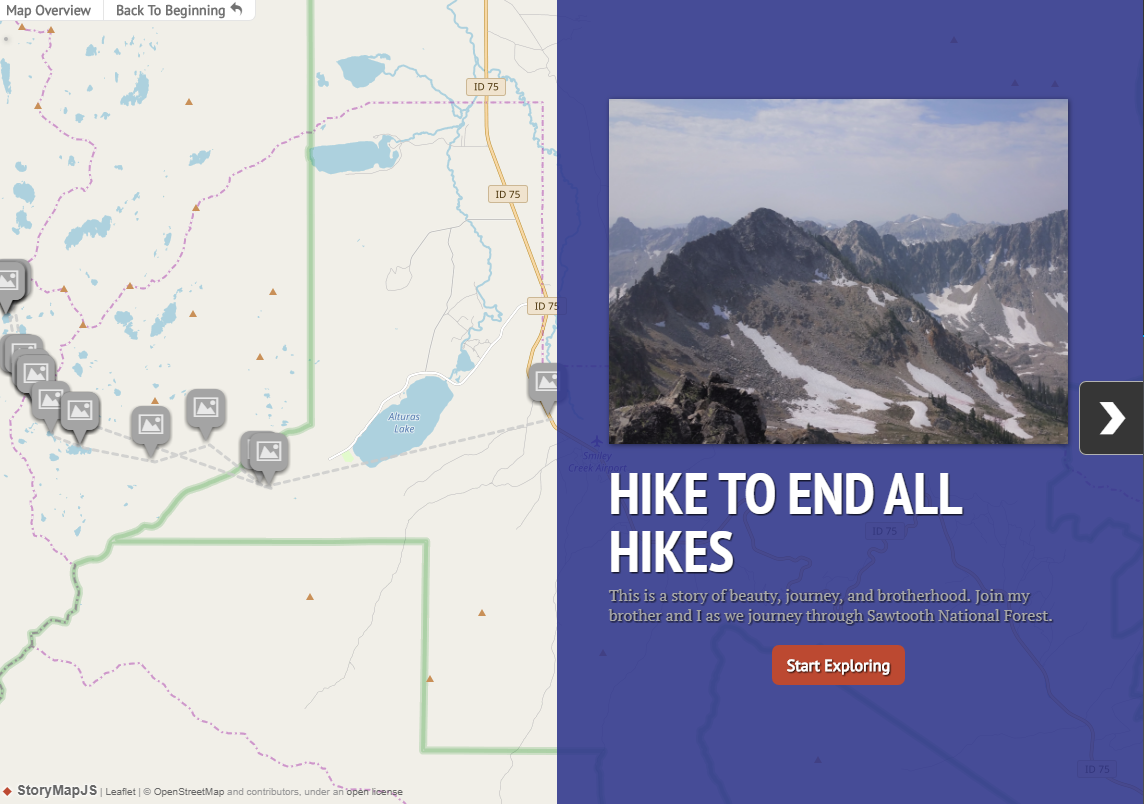 Map Overview
Back To Beginning
ID 75
ID 75
ID 75
Alturas
Lake
Smiley
Creek Airport
HIKE TO END ALL
HIKES
ID 75
This is a story of beauty, journey, and brotherhood. Join my
brother and I as we journey through Sawtooth National Forest.
Start Exploring
ID 75
StoryMapJS | Leaflet | © OpenStreetMap and contributors, under an open license